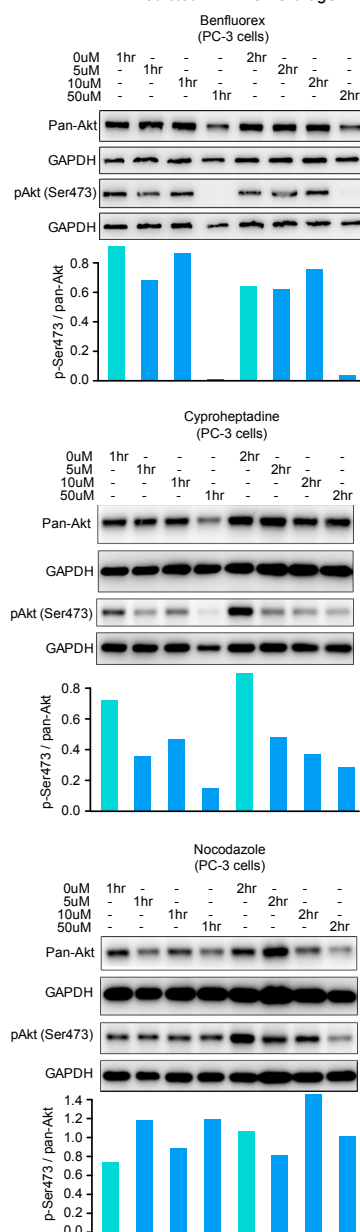 Benfluorex
(PC-3 cells)
0uM 1hr - - - 2hr - - -
5uM - 1hr - - - 2hr - -
10uM - - 1hr - - - 2hr -
50uM - - - 1hr - - - 2hr
Pan-Akt
GAPDH
pAkt (Ser473)
GAPDH
p-Ser473 / pan-Akt
0.8
0.6
0.4
0.2
0.0
Cyproheptadine
(PC-3 cells)
0uM 1hr - - - 2hr - - -
5uM - 1hr - - - 2hr - -
10uM - - 1hr - - - 2hr -
50uM - - - 1hr - - - 2hr
Pan-Akt
GAPDH
pAkt (Ser473)
GAPDH
p-Ser473 / pan-Akt
0.8
0.6
0.4
0.2
0.0
Nocodazole
(PC-3 cells)
0uM 1hr - - - 2hr - - -
5uM - 1hr - - - 2hr - -
10uM - - 1hr - - - 2hr -
50uM - - - 1hr - - - 2hr
Pan-Akt
GAPDH
pAkt (Ser473)
GAPDH
p-Ser473 / pan-Akt
1.4
1.2
1.0
0.8
0.6
0.4
0.2
0.0